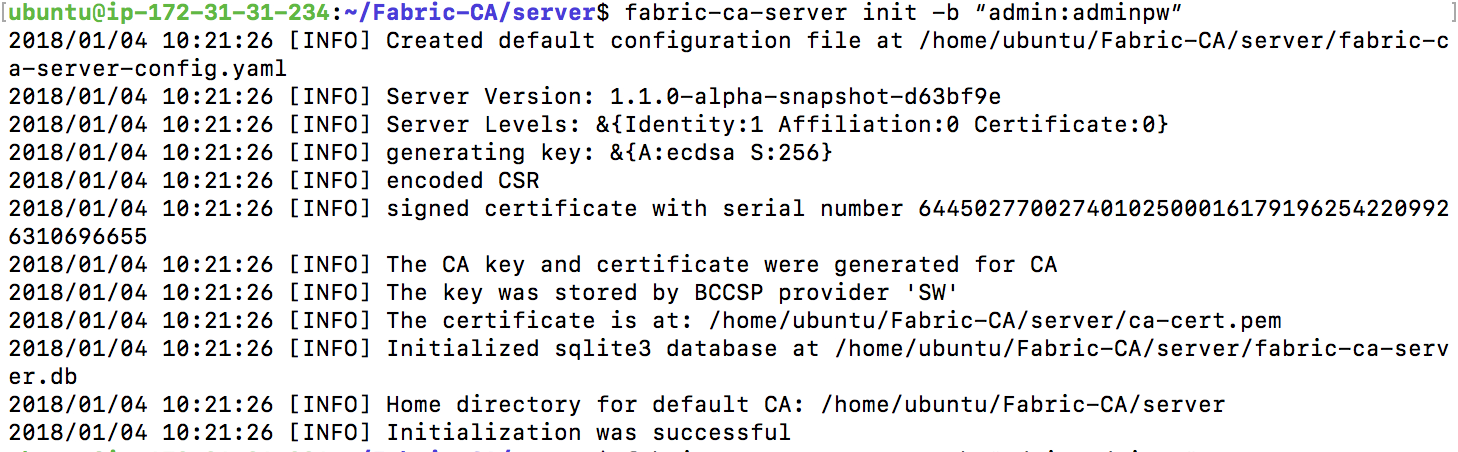 [ubuntu@ip-172-31-31-234:~/Fabric-CA/server$ fabric-ca-server init -b “admin:adminpw” ]
2018/01/04 10:21:26 [INFO] Created default configuration file at /home/ubuntu/Fabric-CA/server/fabric-c
a-server-config.yaml
2018/01/04 10:21:26 [INFO] Server Version: 1.1.0-alpha-snapshot-d63bf9e
2018/01/04 10:21:26 [INFO] Server Levels: &{Identity:1 Affiliation:0 Certificate:0}
2018/01/04 10:21:26 [INFO] generating key: &{A:ecdsa S:256}
2018/01/04 10:21:26 [INFO] encoded CSR
2018/01/04 10:21:26 [INFO] signed certificate with serial number 64450277002740102500016179196254220992
6310696655
2018/01/04 10:21:26 [INFO] The CA key and certificate were generated for CA
2018/01/04 10:21:26 [INFO] The key was stored by BCCSP provider 'SW'
2018/01/04 10:21:26 [INFO] The certificate is at: /home/ubuntu/Fabric-CA/server/ca-cert.pem
2018/01/04 10:21:26 [INFO] Initialized sqlite3 database at /home/ubuntu/Fabric-CA/server/fabric-ca-serv
er.db
2018/01/04 10:21:26 [INFO] Home directory for default CA: /home/ubuntu/Fabric-CA/server
2018/01/04 10:21:26 [INFO] Initialization was successful